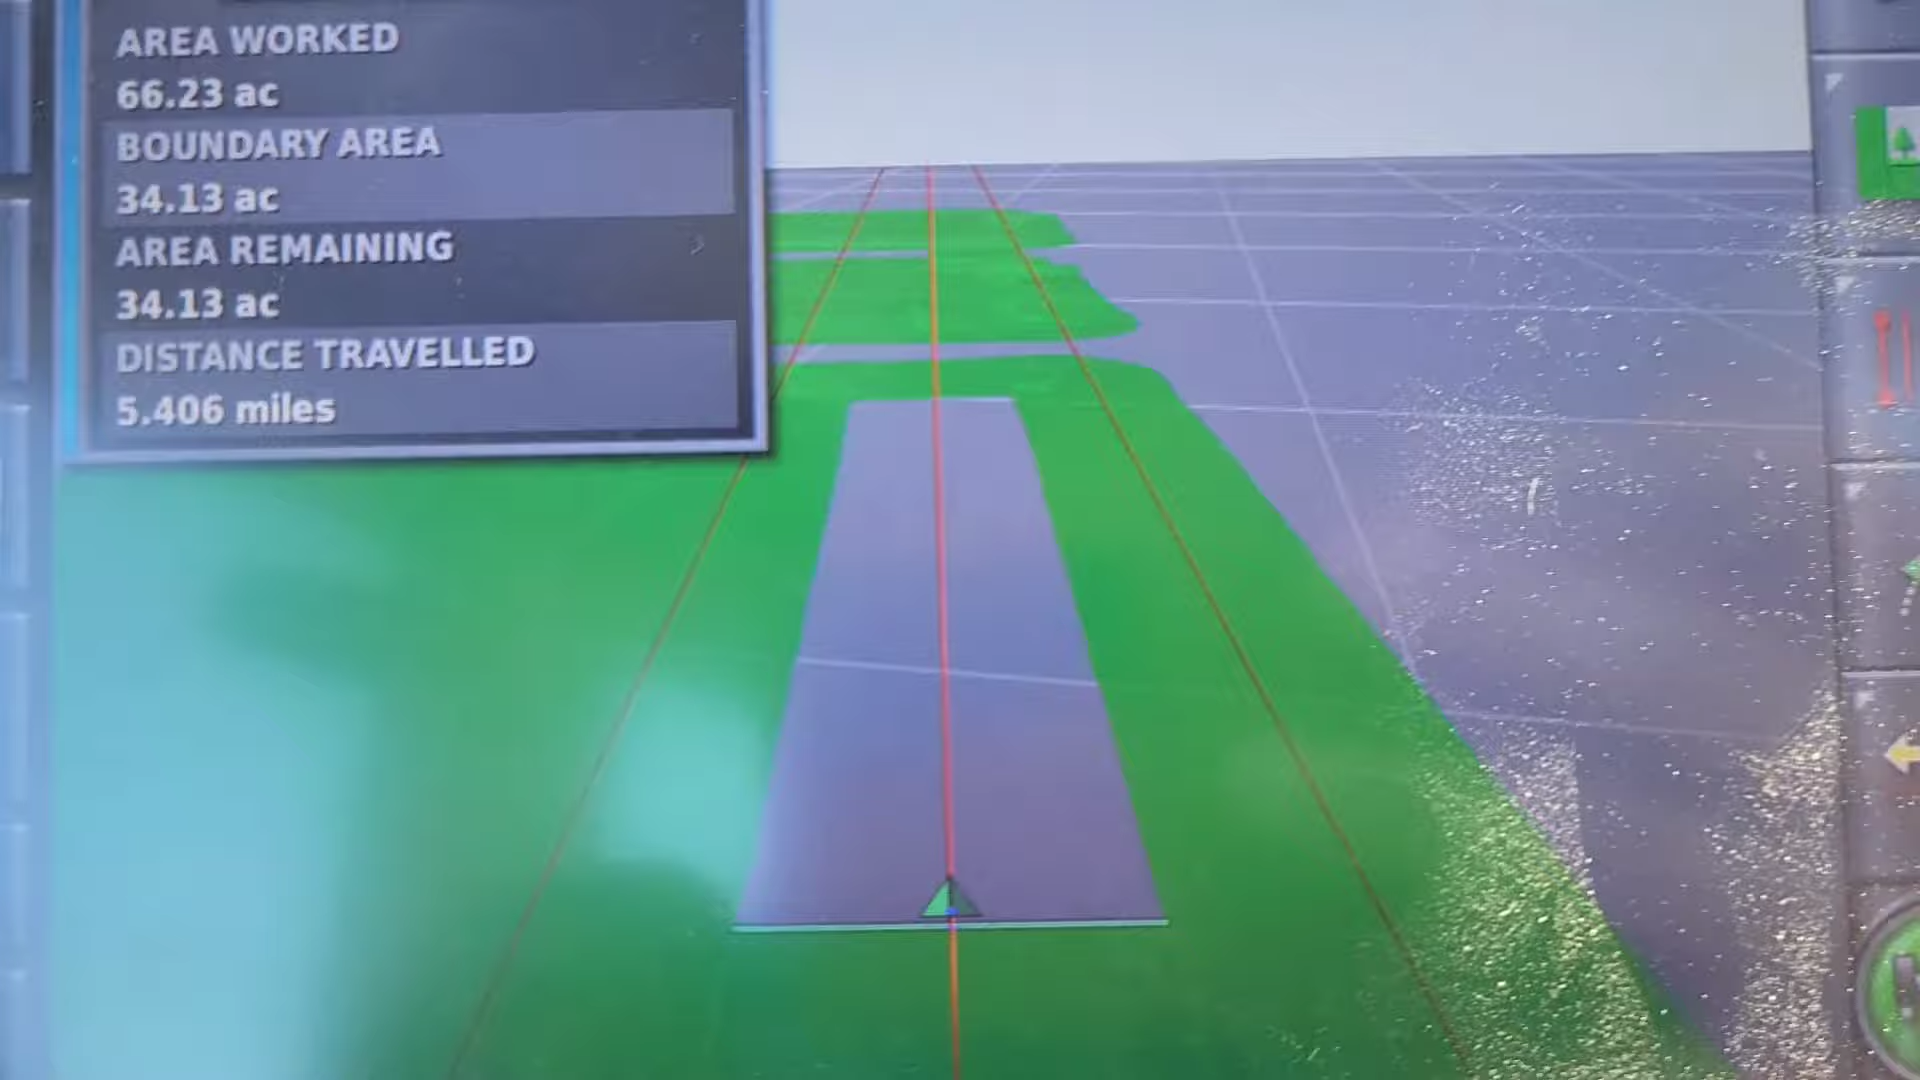 AREA WORKED
66.23 ac
BOUNDARY AREA
34.13 ac
AREA REMAINING
34.13 ac
DISTANCE TRAVELLED
5.406 miles